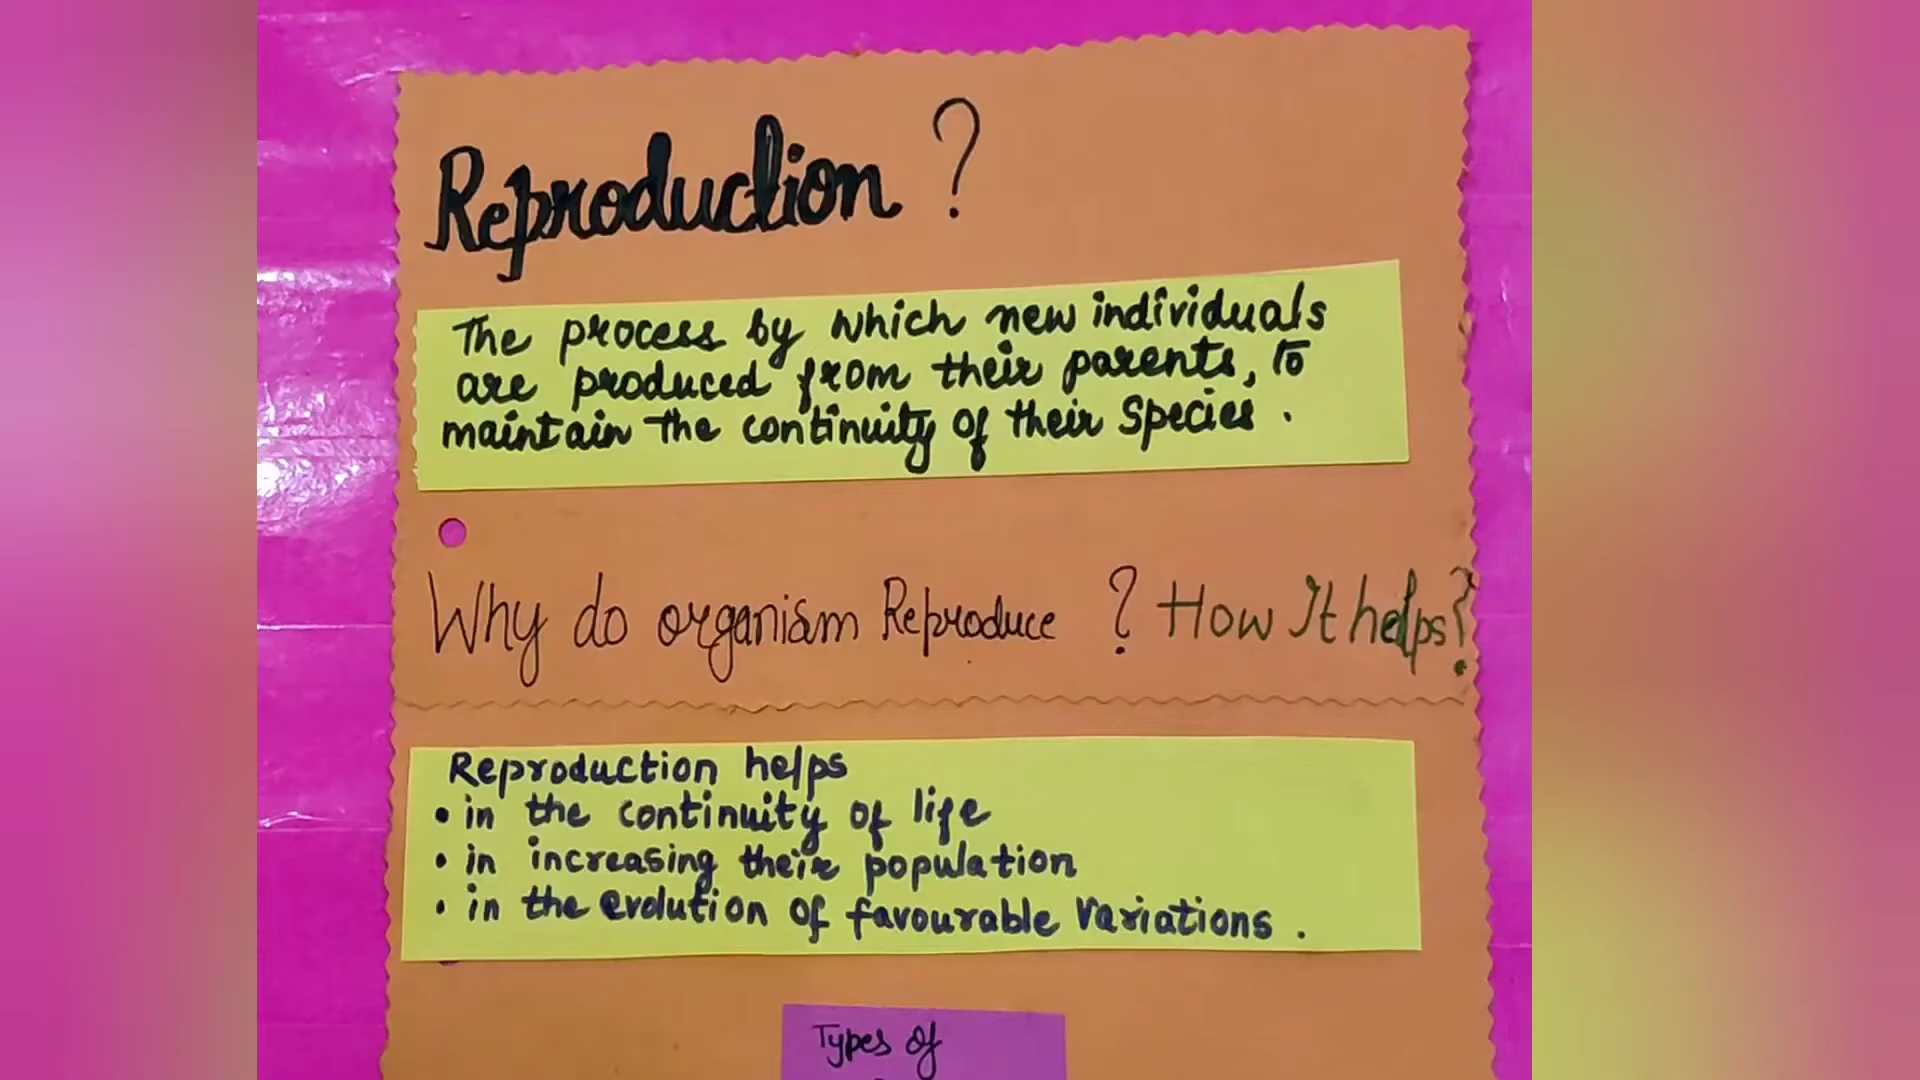 Reproduction ?
The process by which new individuals
are produced from their parents, to
maintain the continuity of their Species .
Why do organism Reproduce ? How It helps?
Reproduction helps
• in the continuity of life
• in increasing their population
• in the evolution of favourable variations .
Types of